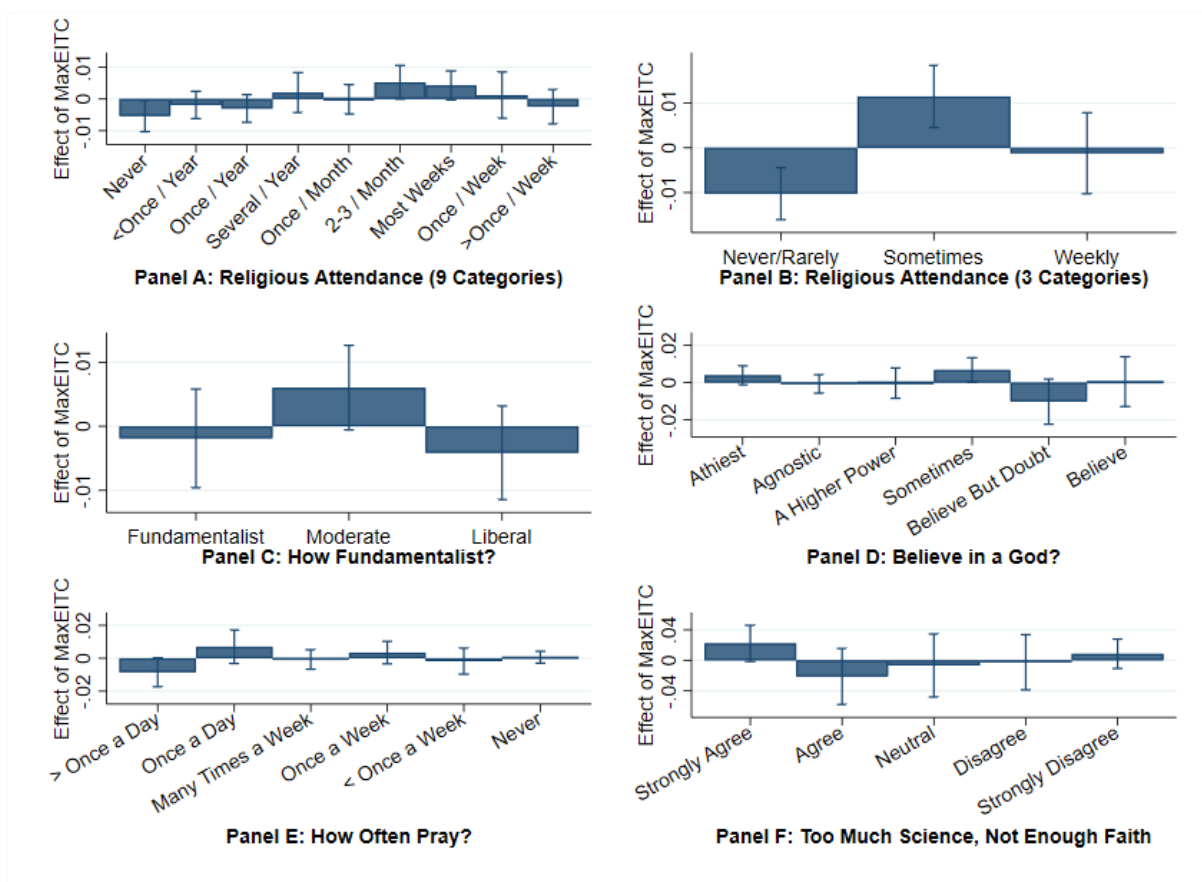 Effect of MaxEITC
.01
0
-.01
Never
<Once / Year
Once / Year
Several / Year
Once / Month
2-3 / Month
Most Weeks
Once / Week
>Once / Week
Panel A: Religious Attendance (9 Categories)
Effect of MaxEITC
.01
0
-.01
Never/Rarely
Sometimes
Weekly
Panel B: Religious Attendance (3 Categories)
Effect of MaxEITC
.01
0
-.01
Fundamentalist
Moderate
Liberal
Panel C: How Fundamentalist?
Effect of MaxEITC
.02
0
-.02
Athiest
Agnostic
A Higher Power
Sometimes
Believe But Doubt
Believe
Panel D: Believe in a God?
Effect of MaxEITC
.02
0
-.02
> Once a Day
Once a Day
Many Times a Week
Once a Week
< Once a Week
Never
Panel E: How Often Pray?
Effect of MaxEITC
.04
0
-.04
Strongly Agree
Agree
Neutral
Disagree
Strongly Disagree
Panel F: Too Much Science, Not Enough Faith